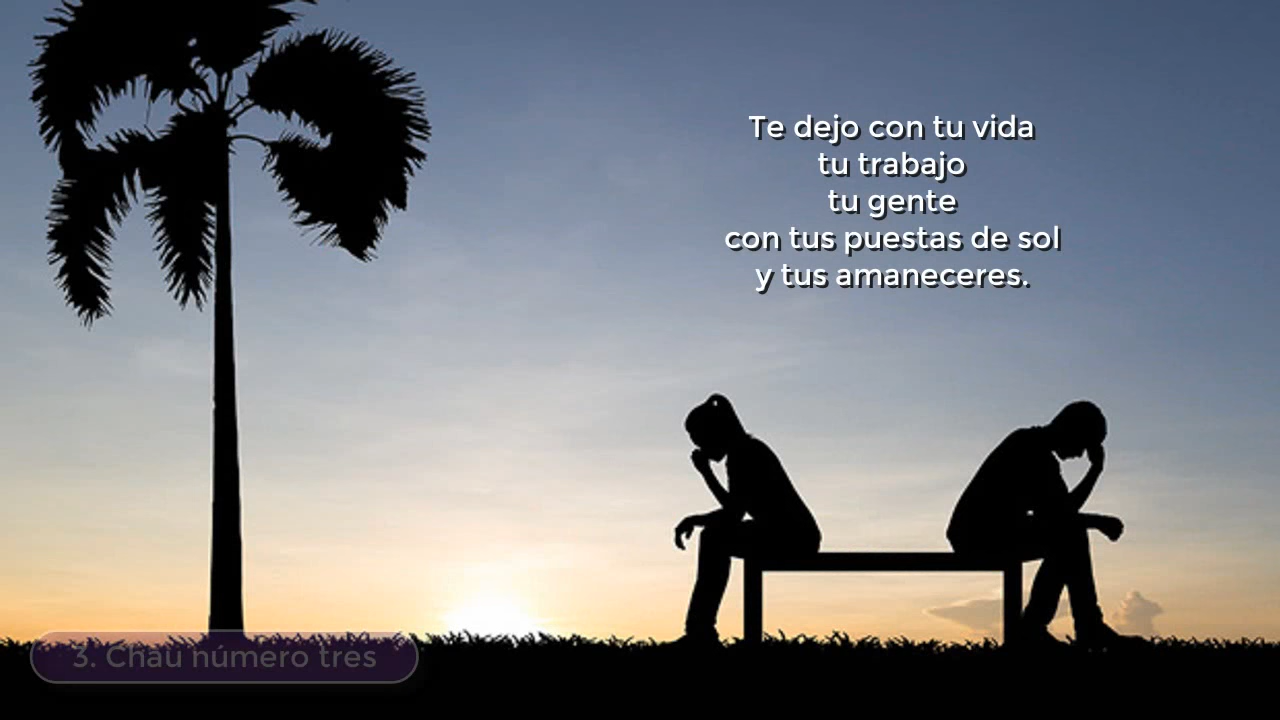 Te dejo con tu vida
tu trabajo
tu gente
con tus puestas de sol
y tus amaneceres.
3. Chau número tres